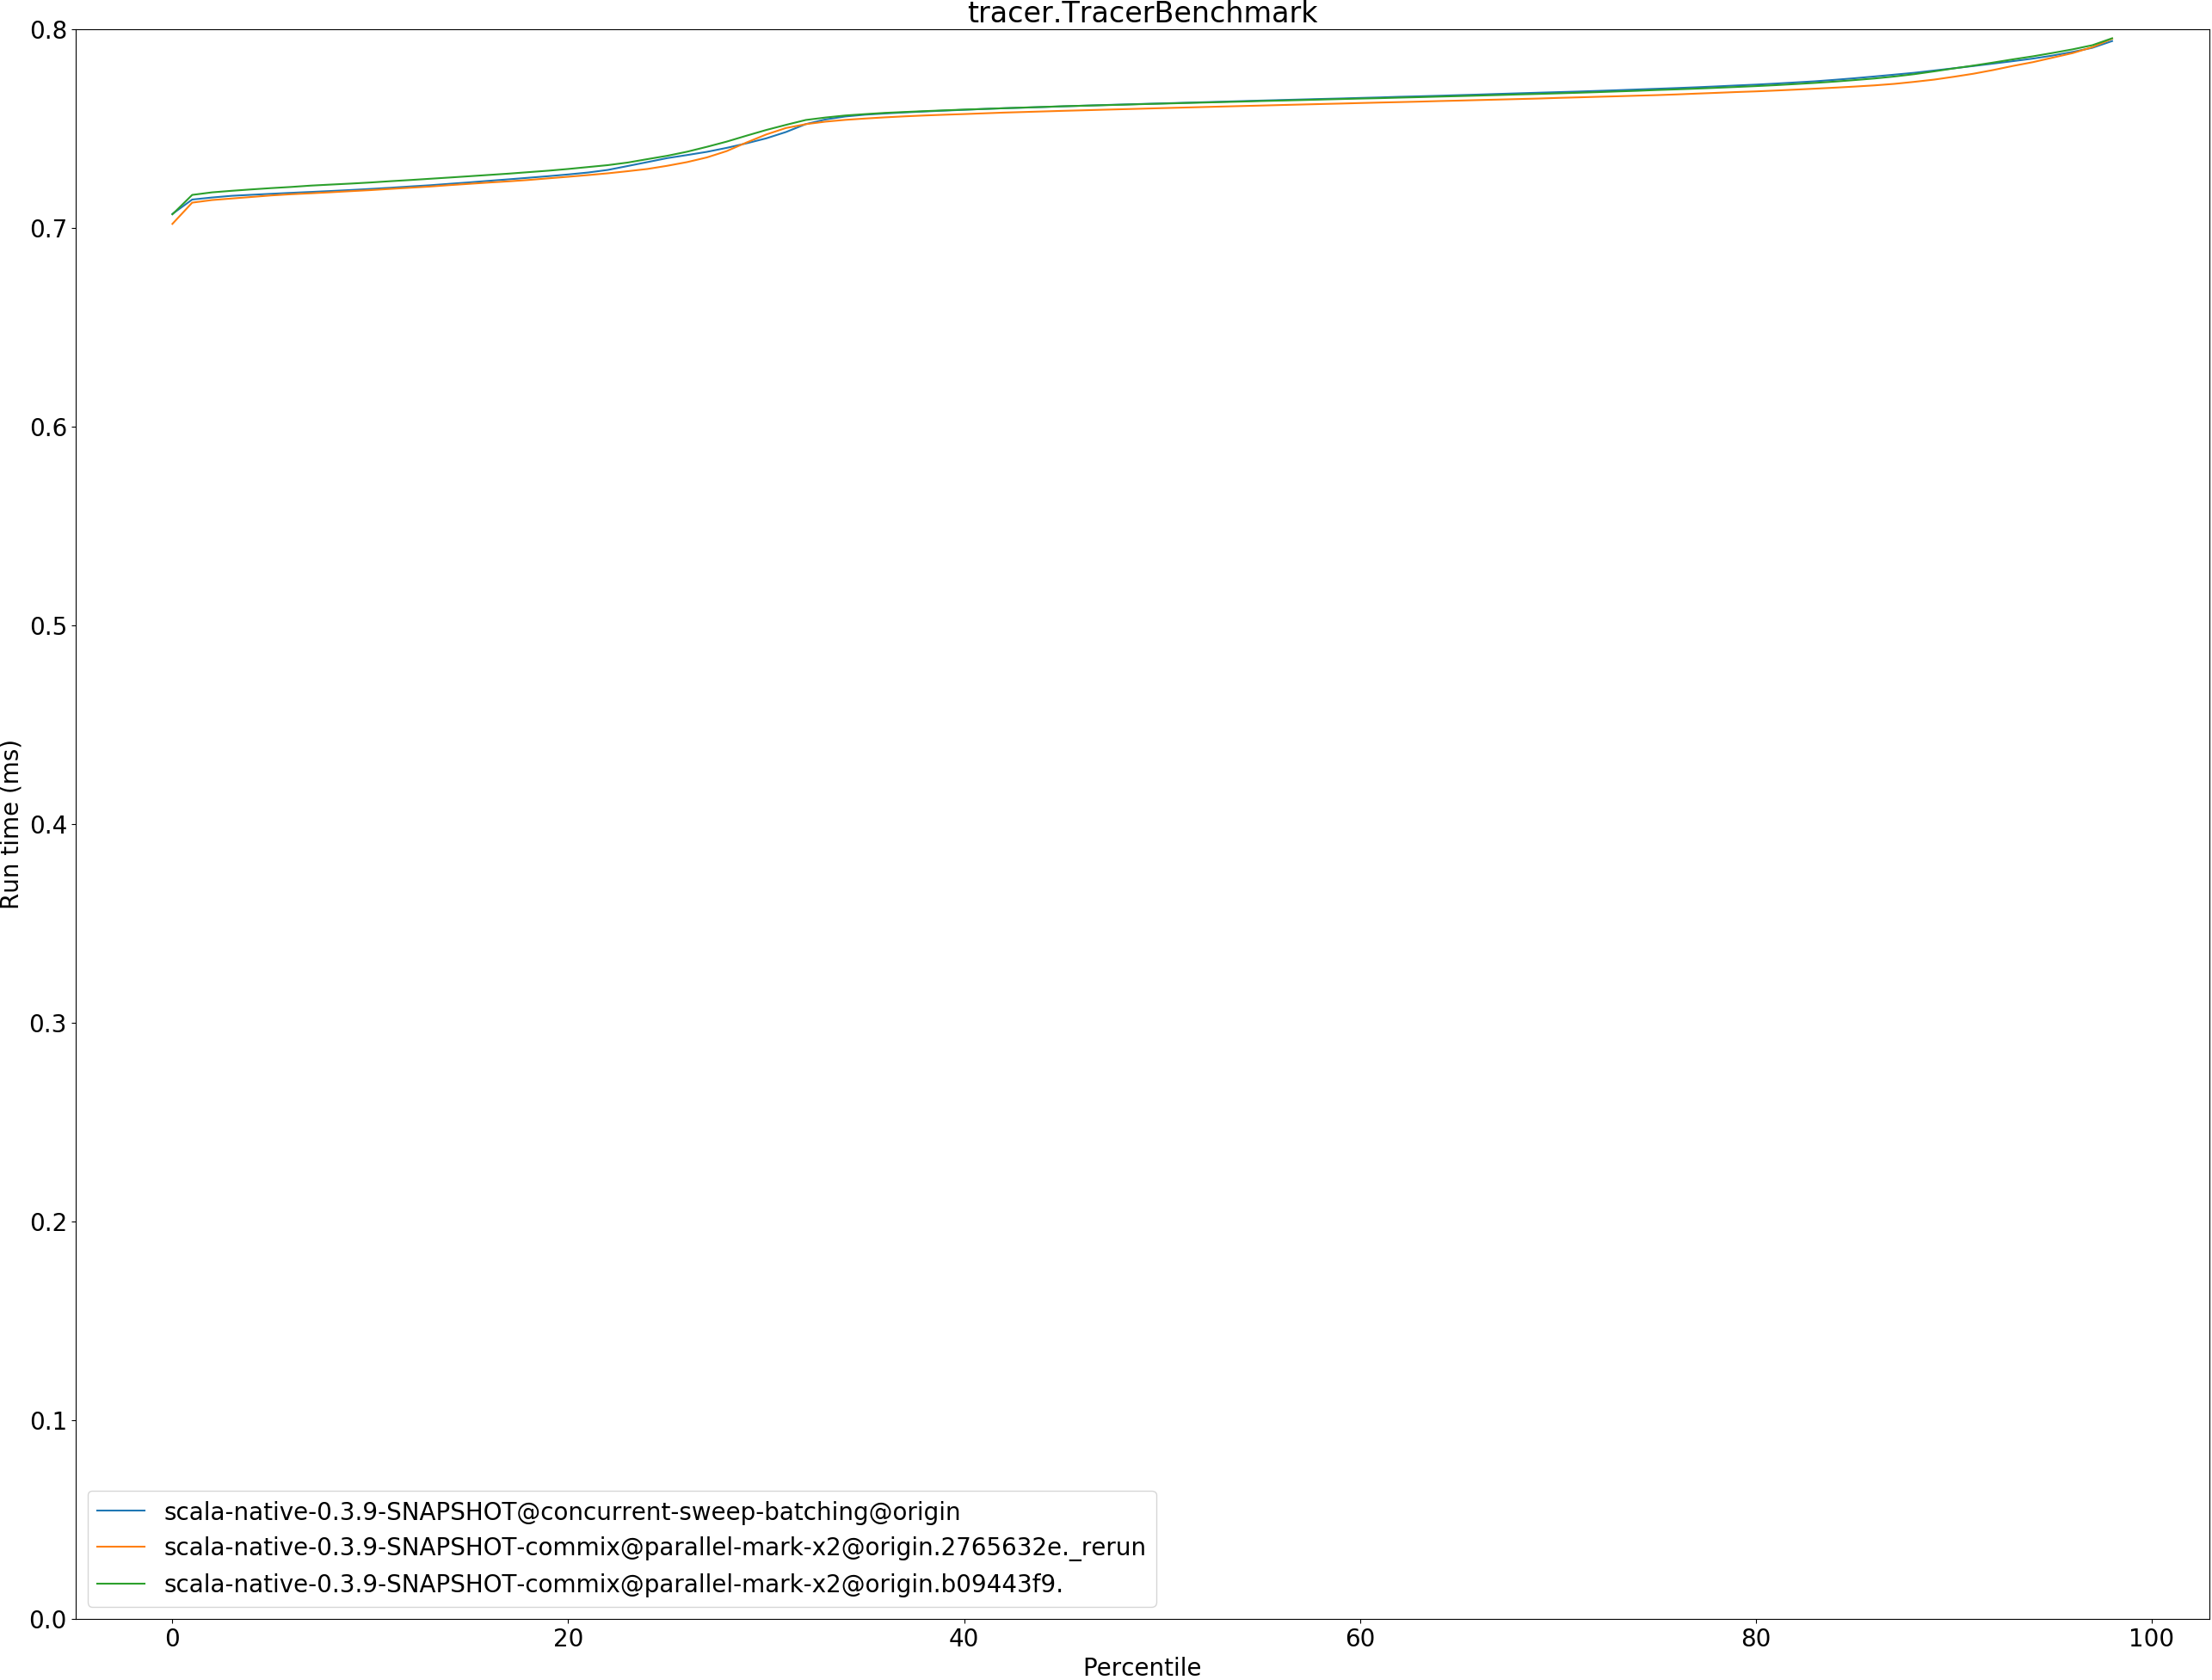 tracer.TracerBenchmark
Run time (ms)
0.8
0.7
0.6
0.5
0.4
0.3
0.2
0.1
0.0
scala-native-0.3.9-SNAPSHOT@concurrent-sweep-batching@origin
scala-native-0.3.9-SNAPSHOT-commix@parallel-mark-x2@origin.2765632e._rerun
scala-native-0.3.9-SNAPSHOT-commix@parallel-mark-x2@origin.b09443f9.
0 20 40 60 80 100
Percentile